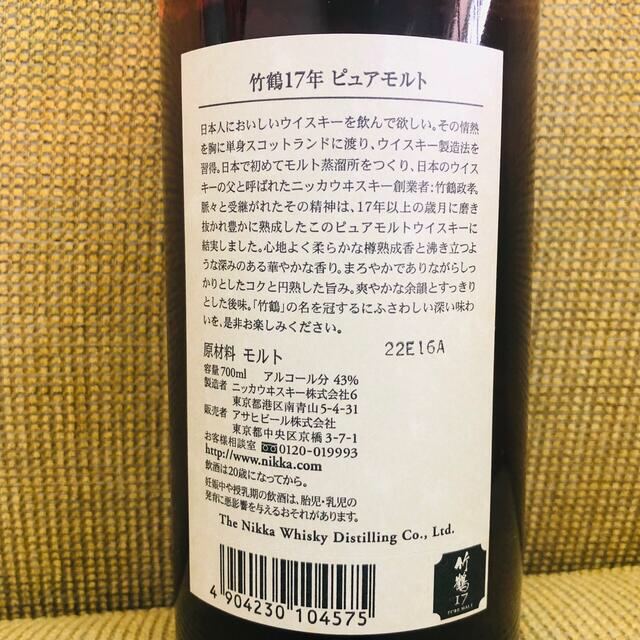 竹鶴17年 ピュアモルト
日本人においしいウイスキーを飲んで欲しい。その情熱
を胸に単身スコットランドに渡り、ウイスキー製造法を
習得。日本で初めてモルト蒸溜所をつくり、日本のウイス
キーの父と呼ばれたニッカウヰスキー創業者:竹鶴政孝。
脈々と受継がれたその精神は、17年以上の歳月に磨き
抜かれ豊かに熟成したこのピュアモルトウイスキーに
結実しました。心地よく柔らかな樽熟成香と沸き立つよ
うな深みのある華やかな香り。まろやかでありながらしっ
かりとしたコクと円熟した旨み。爽やかな余韻とすっきり
とした後味。「竹鶴」の名を冠するにふさわしい深い味わ
いを、是非お楽しみください。
原材料 モルト
22E16A
容量700ml アルコール分 43%
製造者 ニッカウヰスキー株式会社6
東京都港区南青山5-4-31
販売者 アサヒビール株式会社
東京都中央区京橋3-7-1
お客様相談室 0120-019993
http://www.nikka.com
飲酒は20歳になってから。
妊娠中や授乳期の飲酒は、胎児・乳児の
発育に悪影響を与えるおそれがあります。
The Nikka Whisky Distilling Co., Ltd.
4 904230 104575
竹鶴
17
PURE MALT